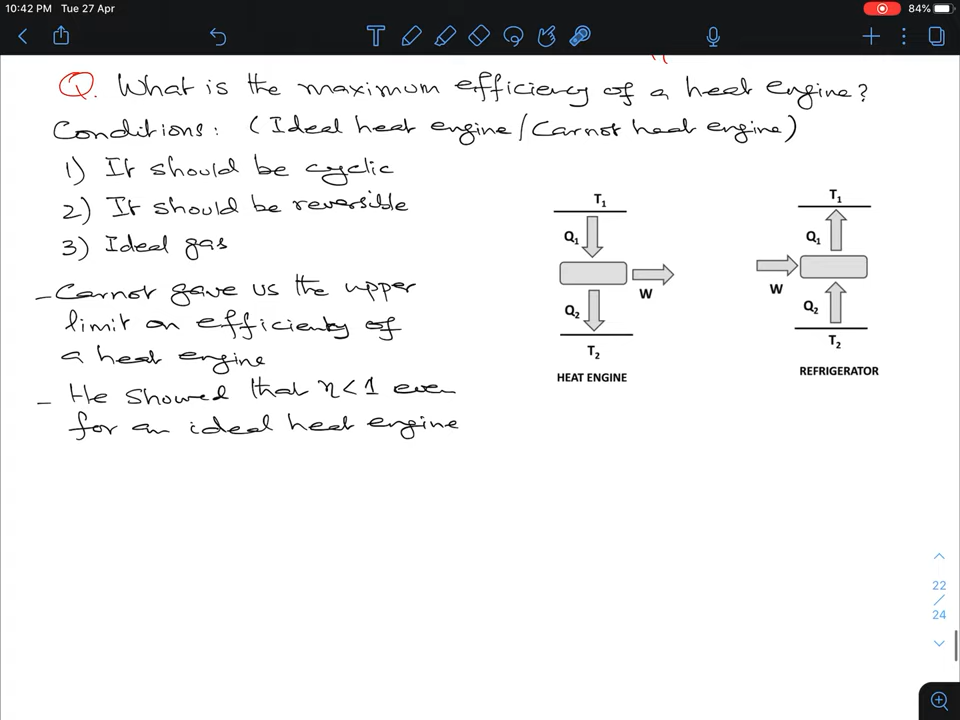 10:42 PM Tue 27 Apr 84%
Q. What is the maximum efficiency of a heat engine?
Conditions: (Ideal heat engine/Carnot heat engine)
1) It should be cyclic
2) It should be reversible
3) Ideal gas
- Carnot gave us the upper
limit on efficiency of
a heat engine
- He showed that η<1 even
for an ideal heat engine
T₁
Q₁
W
Q₂
T₂
HEAT ENGINE
T₁
Q₁
W
Q₂
T₂
REFRIGERATOR
22
/
24